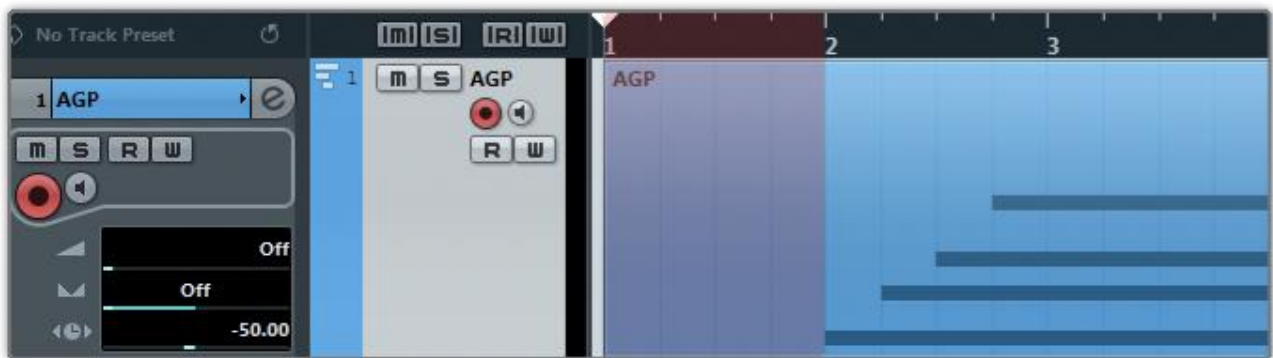 No Track Preset
M S R W
1 2 3
1 AGP e
1 M S AGP
AGP
M S R W
R W
Off
Off
-50.00